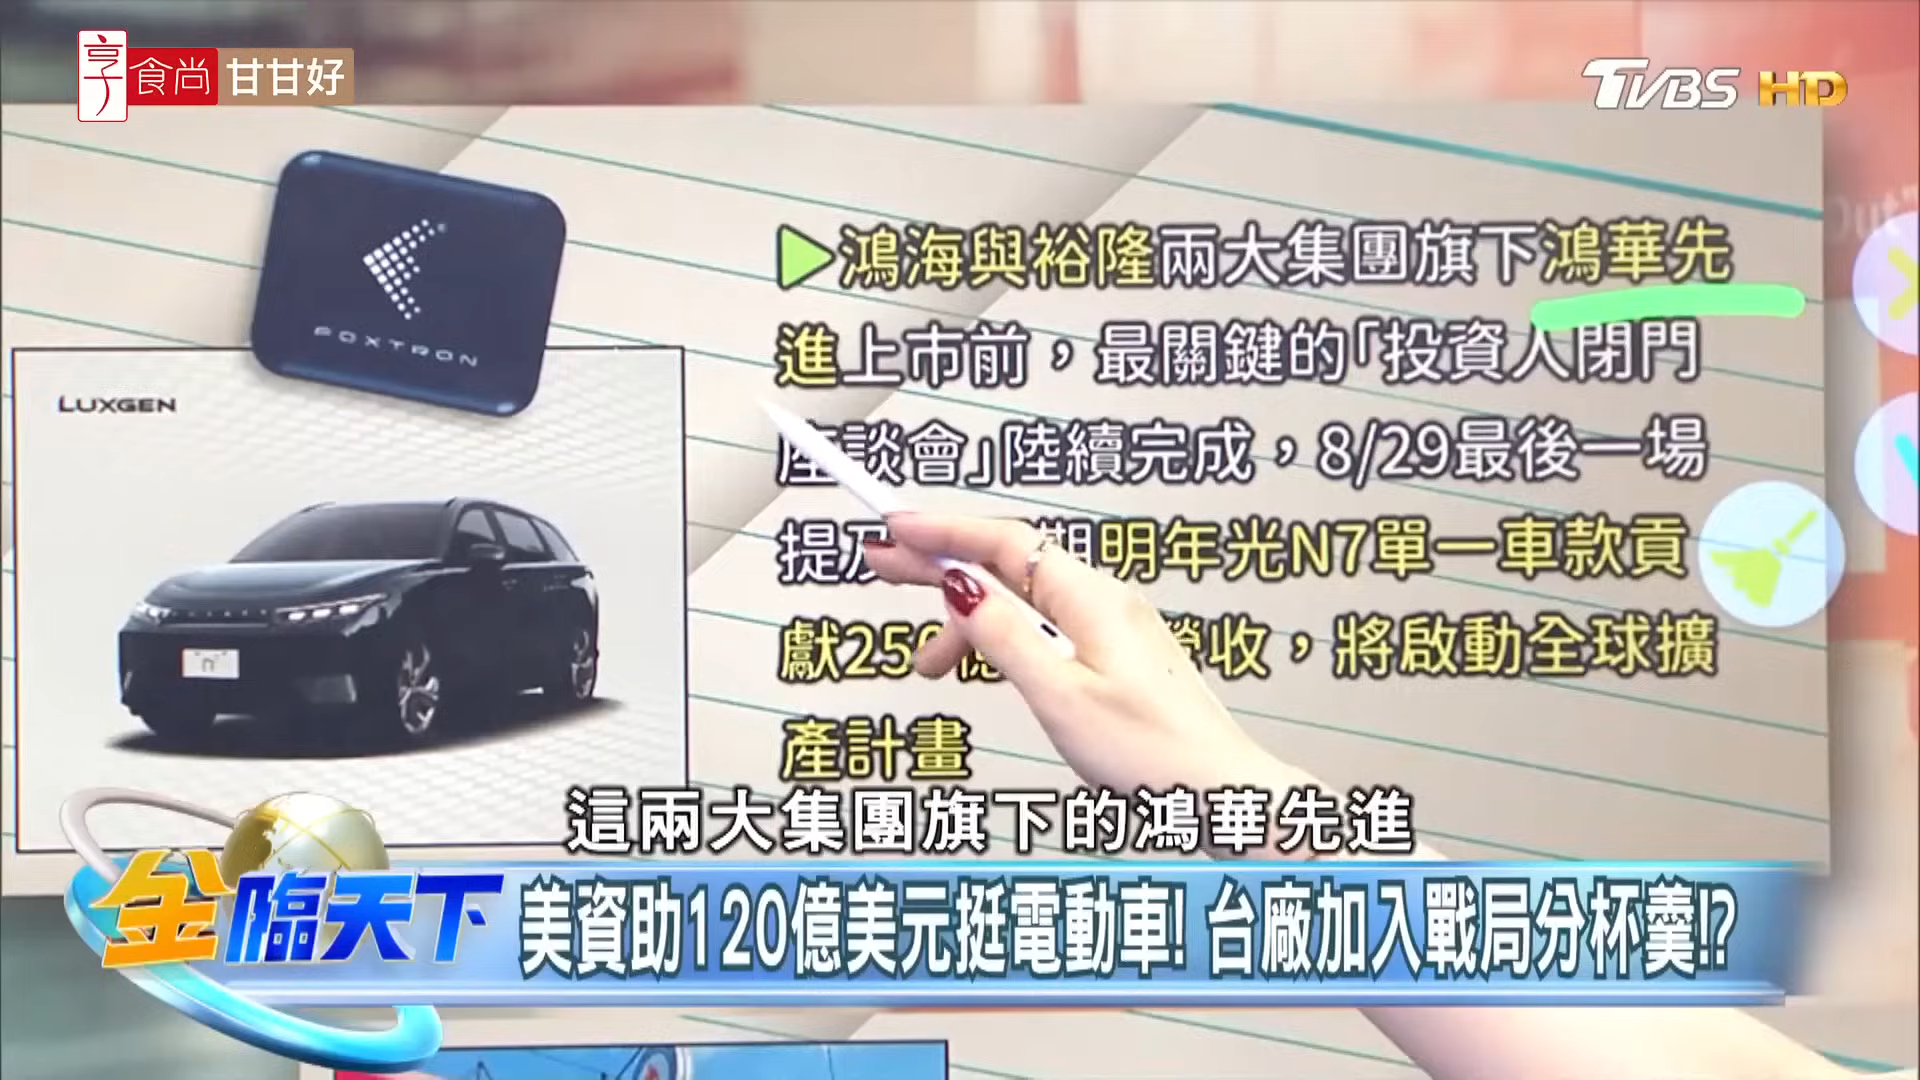 享食尚 甘甘好
TVBS HD
FOXTRON
LUXGEN
鴻海與裕隆兩大集團旗下鴻華先
進上市前，最關鍵的「投資人閉門
座談會」陸續完成，8/29最後一場
提及 期明年光N7單一車款貢
獻25 營收，將啟動全球擴
產計畫
n7
這兩大集團旗下的鴻華先進
金臨天下
美資助120億美元挺電動車! 台廠加入戰局分杯羹!?